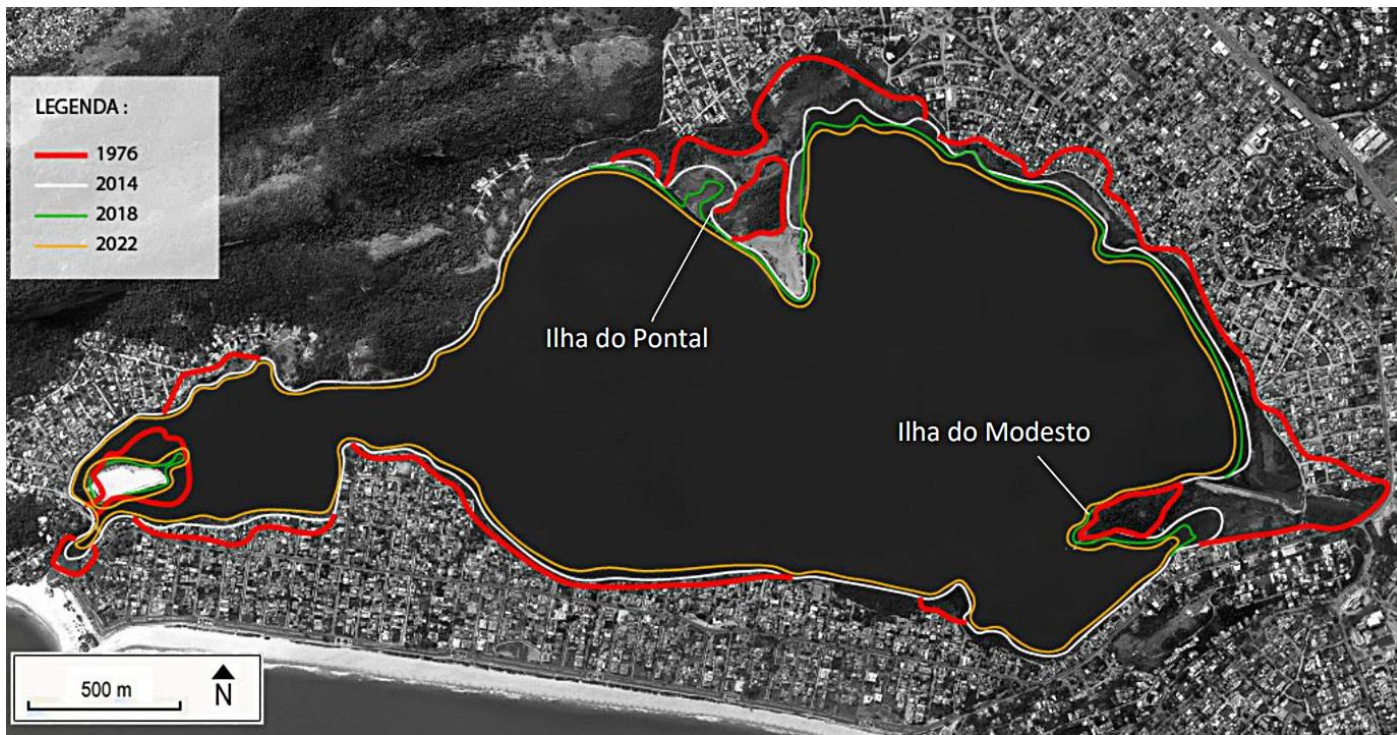 LEGENDA :
1976
2014
2018
2022
Ilha do Pontal
Ilha do Modesto
500 m
N